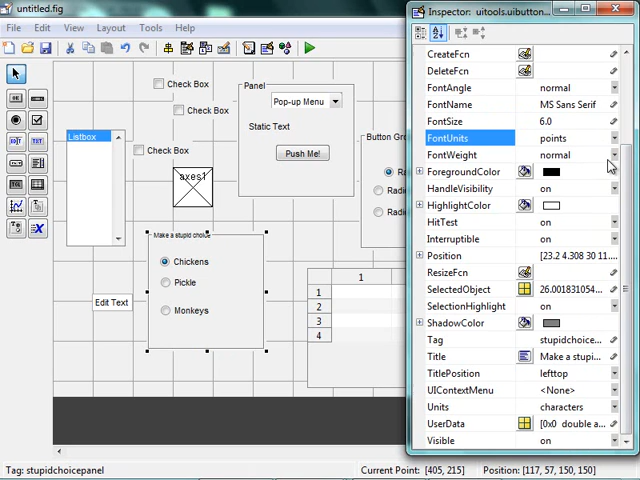 untitled.fig
File Edit View Layout Tools Help
Check Box
Check Box
Check Box
Listbox
axes1
Panel
Pop-up Menu
Static Text
Push Me!
Button Gro
Ra
Radi
Radi
Make a stupid choice
Chickens
Pickle
Monkeys
Edit Text
1
1
2
3
4
Tag: stupidchoicepanel
Current Point: [405, 215]
Position: [117, 57, 150, 150]
Inspector: uitools.uibutton...
CreateFcn
DeleteFcn
FontAngle normal
FontName MS Sans Serif
FontSize 6.0
FontUnits points
FontWeight normal
ForegroundColor
HandleVisibility on
HighlightColor
HitTest on
Interruptible on
Position [23.2 4.308 30 11....
ResizeFcn
SelectedObject 26.001831054...
SelectionHighlight on
ShadowColor
Tag stupidchoice...
Title Make a stupi...
TitlePosition lefttop
UIContextMenu <None>
Units characters
UserData [0x0 double a...
Visible on